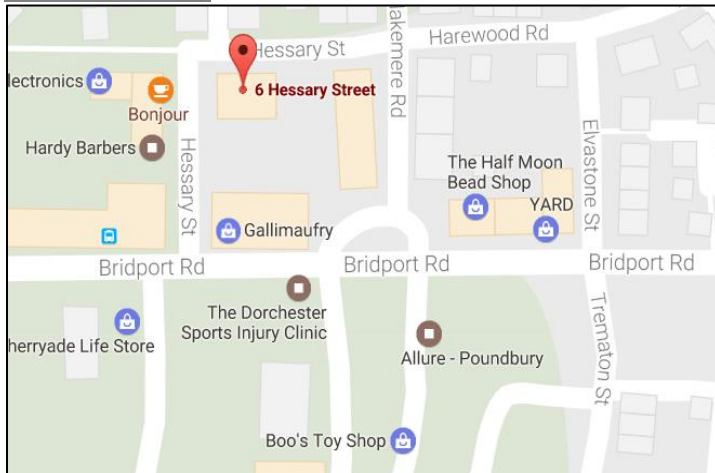 Hessary St
Harewood Rd
lectronics
6 Hessary Street
akemere Rd
Bonjour
Hardy Barbers
Hessary St
Elvastone St
The Half Moon
Bead Shop
YARD
Gallimaufry
Bridport Rd
Bridport Rd
Bridport Rd
The Dorchester
Sports Injury Clinic
Trematon St
herryade Life Store
Allure - Poundbury
Boo's Toy Shop